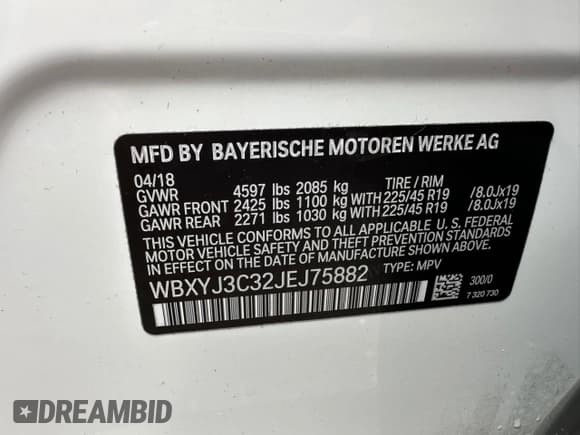 MFD BY BAYERISCHE MOTOREN WERKE AG
04/18 TIRE / RIM
GVWR 4597 lbs 2085 kg
GAWR FRONT 2425 lbs 1100 kg WITH 225/45 R19 /8.0Jx19
GAWR REAR 2271 lbs 1030 kg WITH 225/45 R19 /8.0Jx19
THIS VEHICLE CONFORMS TO ALL APPLICABLE U. S. FEDERAL
MOTOR VEHICLE SAFETY, BUMPER AND THEFT PREVENTION
STANDARDS IN EFFECT ON THE DATE OF MANUFACTURE SHOWN ABOVE.
WBXYJ3C32JEJ75882 TYPE: MPV
300/0
7 320 730
DREAMBID